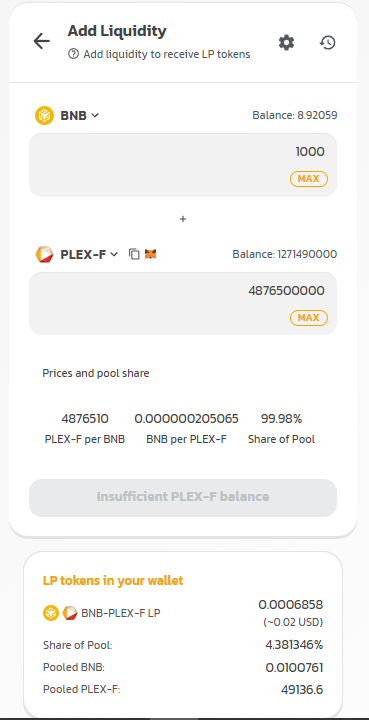 Add Liquidity
Add liquidity to receive LP tokens
BNB Balance: 8.92059
1000
MAX
+
PLEX-F Balance: 1271490000
4876500000
MAX
Prices and pool share
4876510 0.000000205065 99.98%
PLEX-F per BNB BNB per PLEX-F Share of Pool
Insufficient PLEX-F balance
LP tokens in your wallet
BNB-PLEX-F LP 0.0006858
(~0.02 USD)
Share of Pool: 4.381346%
Pooled BNB: 0.0100761
Pooled PLEX-F: 49136.6